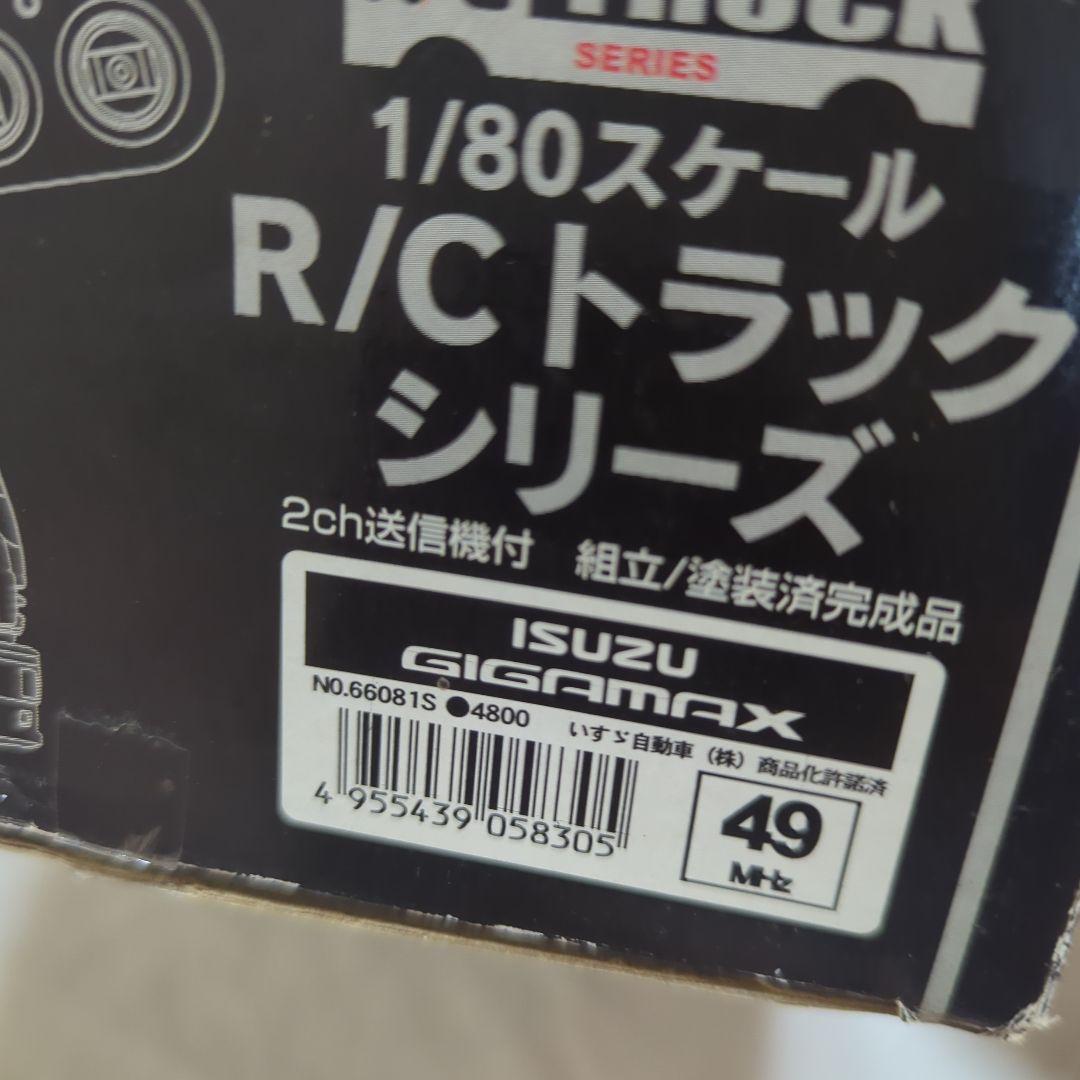 TRUCK
SERIES
1/80スケール
R/Cトラック
シリーズ
2ch送信機付 組立/塗装済完成品
ISUZU
GIGAMAX
NO.66081S ●4800 いすゞ自動車(株)商品化許諾済
4 955439 058305
49
MHz